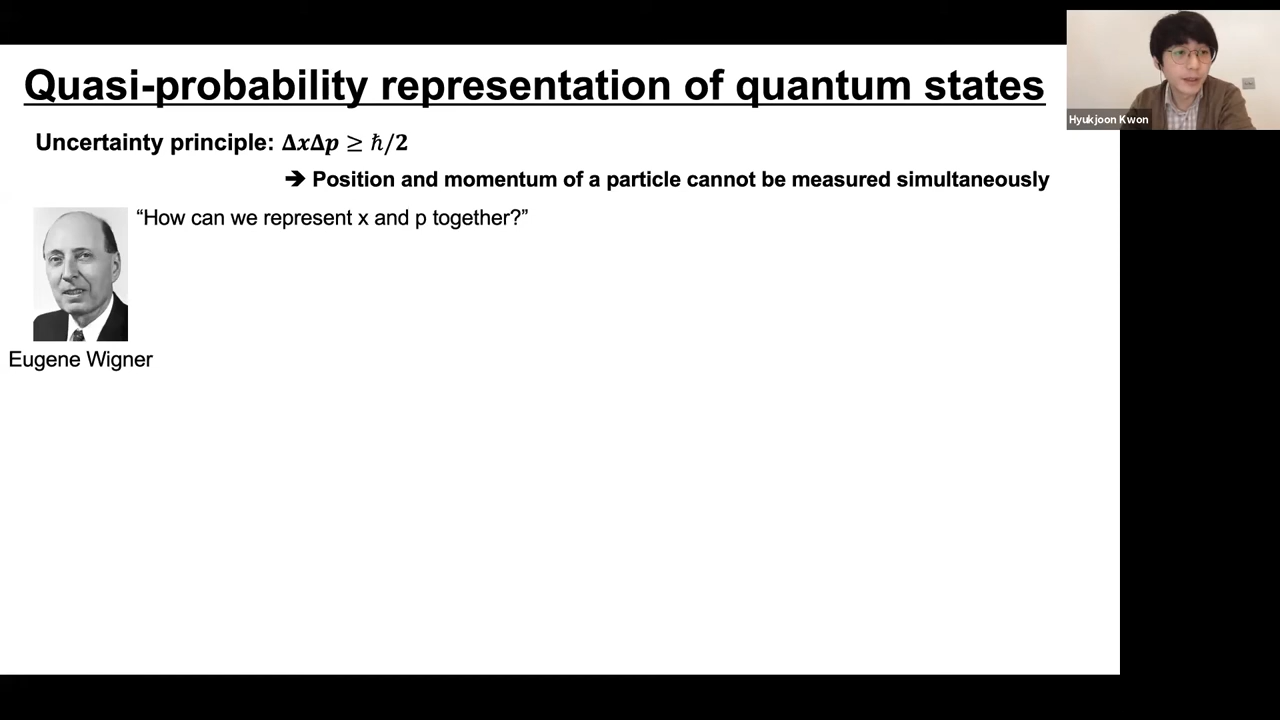 Quasi-probability representation of quantum states
Hyukjoon Kwon
Uncertainty principle: ΔxΔp ≥ ℏ/2
➔ Position and momentum of a particle cannot be measured simultaneously
“How can we represent x and p together?”
Eugene Wigner